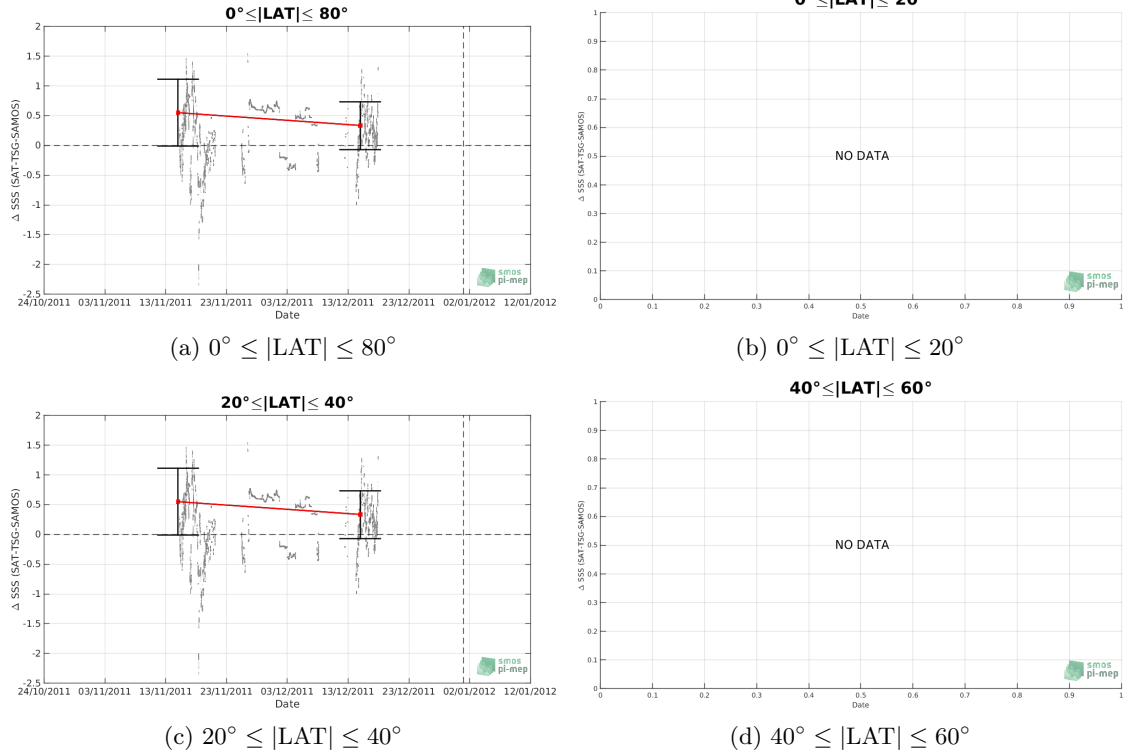 0°≤|LAT|≤ 80°
2
1.5
1
0.5
0
-0.5
-1
-1.5
-2
-2.5
Δ SSS (SAT-TSG-SAMOS)
24/10/2011 03/11/2011 13/11/2011 23/11/2011 03/12/2011 13/12/2011 23/12/2011 02/01/2012 12/01/2012
Date
smos
pi-mep
(a) 0° ≤ |LAT| ≤ 80°
0°≤|LAT|≤ 20°
1
0.9
0.8
0.7
0.6
0.5
0.4
0.3
0.2
0.1
0
Δ SSS (SAT-TSG-SAMOS)
NO DATA
0 0.1 0.2 0.3 0.4 0.5 0.6 0.7 0.8 0.9 1
Date
smos
pi-mep
(b) 0° ≤ |LAT| ≤ 20°
20°≤|LAT|≤ 40°
2
1.5
1
0.5
0
-0.5
-1
-1.5
-2
-2.5
Δ SSS (SAT-TSG-SAMOS)
24/10/2011 03/11/2011 13/11/2011 23/11/2011 03/12/2011 13/12/2011 23/12/2011 02/01/2012 12/01/2012
Date
smos
pi-mep
(c) 20° ≤ |LAT| ≤ 40°
40°≤|LAT|≤ 60°
1
0.9
0.8
0.7
0.6
0.5
0.4
0.3
0.2
0.1
0
Δ SSS (SAT-TSG-SAMOS)
NO DATA
0 0.1 0.2 0.3 0.4 0.5 0.6 0.7 0.8 0.9 1
Date
smos
pi-mep
(d) 40° ≤ |LAT| ≤ 60°